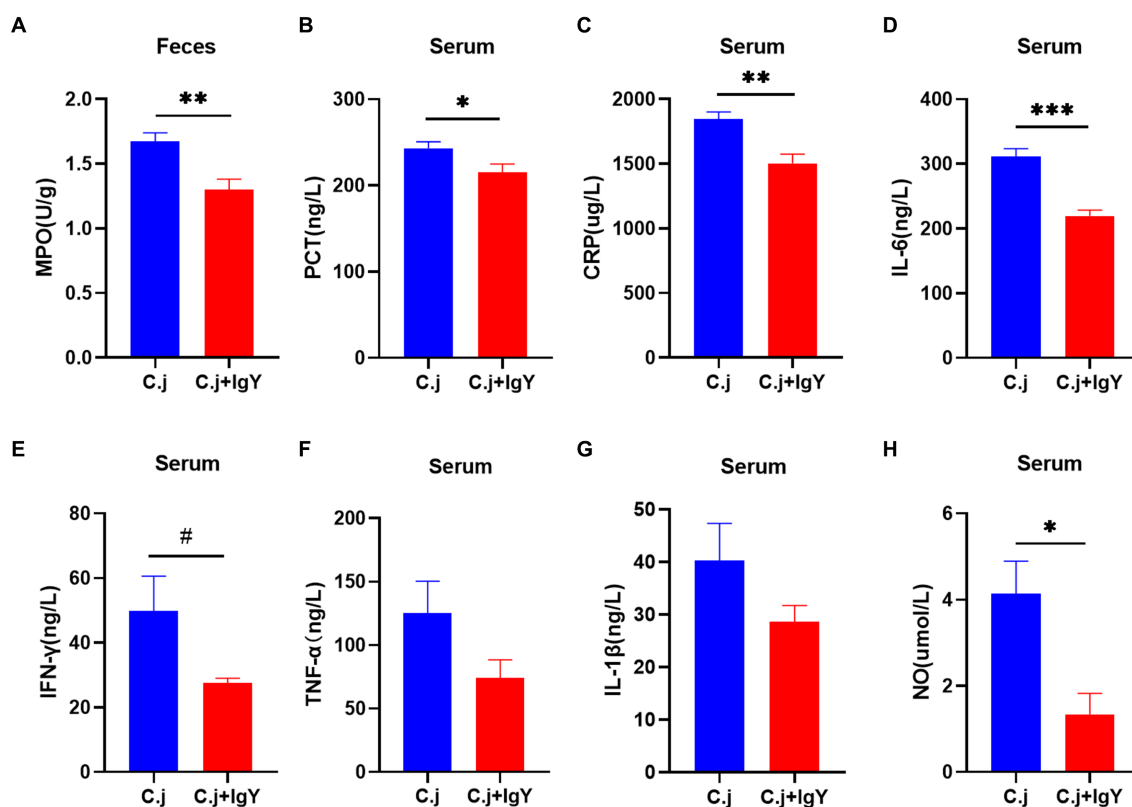 A
Feces
**
MPO(U/g)
2.0
1.5
1.0
0.5
0.0
C.j
C.j+IgY
B
Serum
*
PCT(ng/L)
300
200
100
0
C.j
C.j+IgY
C
Serum
**
CRP(ug/L)
2000
1500
1000
500
0
C.j
C.j+IgY
D
Serum
***
IL-6(ng/L)
400
300
200
100
0
C.j
C.j+IgY
E
Serum
#
IFN-γ(ng/L)
80
60
40
20
0
C.j
C.j+IgY
F
Serum
TNF-α(ng/L)
200
150
100
50
0
C.j
C.j+IgY
G
Serum
IL-1β(ng/L)
50
40
30
20
10
0
C.j
C.j+IgY
H
Serum
*
NO(umol/L)
6
4
2
0
C.j
C.j+IgY